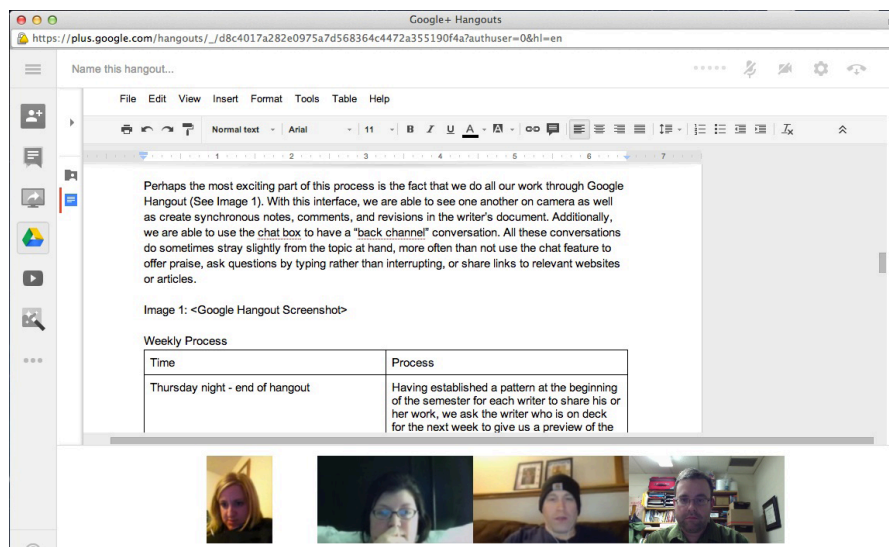 Google+ Hangouts
https://plus.google.com/hangouts/_/d8c4017a282e0975a7d568364c4472a355190f4a?authuser=0&hl=en
Name this hangout...
File Edit View Insert Format Tools Table Help
Normal text Arial 11 B I U A A
1 2 3 4 5 6 7
Perhaps the most exciting part of this process is the fact that we do all our work through Google
Hangout (See Image 1). With this interface, we are able to see one another on camera as well
as create synchronous notes, comments, and revisions in the writer's document. Additionally,
we are able to use the chat box to have a "back channel" conversation. All these conversations
do sometimes stray slightly from the topic at hand, more often than not use the chat feature to
offer praise, ask questions by typing rather than interrupting, or share links to relevant websites
or articles.
Image 1: <Google Hangout Screenshot>
Weekly Process
Time Process
Thursday night - end of hangout Having established a pattern at the beginning
of the semester for each writer to share his or
her work, we ask the writer who is on deck
for the next week to give us a preview of the